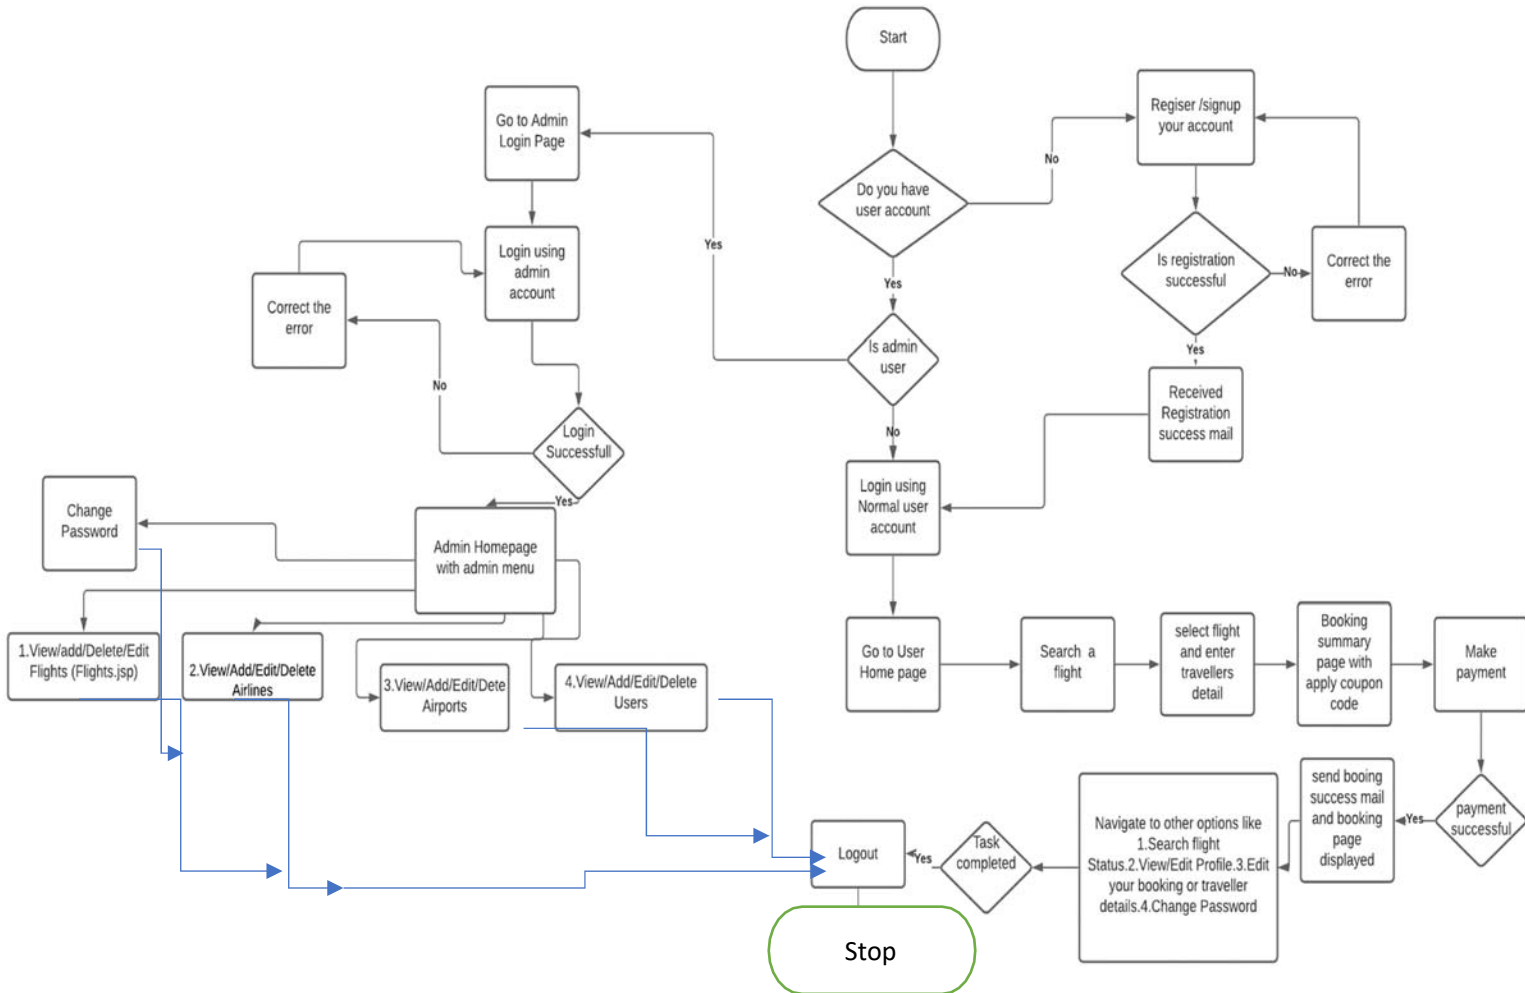 Start
Do you have
user account
No
Regiser /signup
your account
Is registration
successful
No
Correct the
error
Yes
Received
Registration
success mail
Yes
Is admin
user
Yes
Go to Admin
Login Page
Login using
admin
account
Correct the
error
No
Login
Successfull
Yes
Admin Homepage
with admin menu
Change
Password
1.View/add/Delete/Edit
Flights (Flights.jsp)
2.View/Add/Edit/Delete
Airlines
3.View/Add/Edit/Dete
Airports
4.View/Add/Edit/Delete
Users
No
Login using
Normal user
account
Go to User
Home page
Search a
flight
select flight
and enter
travellers
detail
Booking
summary
page with
apply coupon
code
Make
payment
payment
successful
Yes
send booing
success mail
and booking
page
displayed
Navigate to other options like
1.Search flight
Status.2.View/Edit Profile.3.Edit
your booking or traveller
details.4.Change Password
Task
completed
Yes
Logout
Stop